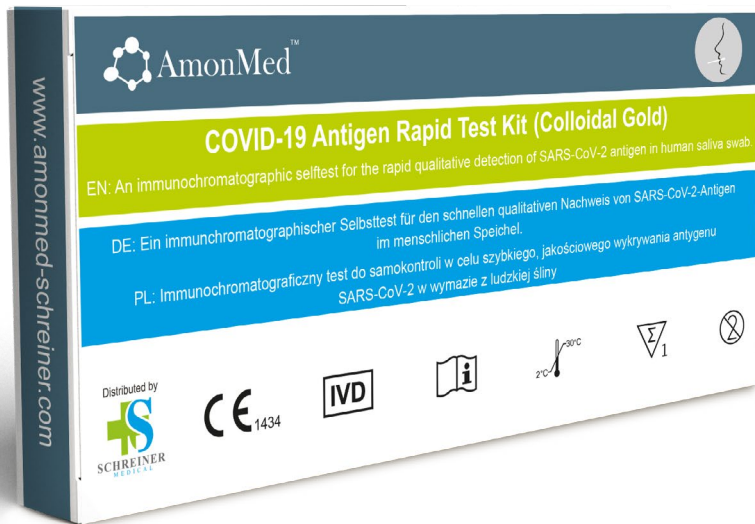 AmonMed™
COVID-19 Antigen Rapid Test Kit (Colloidal Gold)
EN: An immunochromatographic selftest for the rapid qualitative detection of SARS-CoV-2 antigen in human saliva swab.
DE: Ein immunchromatographischer Selbsttest für den schnellen qualitativen Nachweis von SARS-CoV-2-Antigen
im menschlichen Speichel.
PL: Immunochromatograficzny test do samokontroli w celu szybkiego, jakościowego wykrywania antygenu
SARS-CoV-2 w wymazie z ludzkiej śliny
Distributed by
SCHREINER
MEDICAL
CE 1434
IVD
i
2°C
30°C
Σ
1
2
www.amonmed-schreiner.com